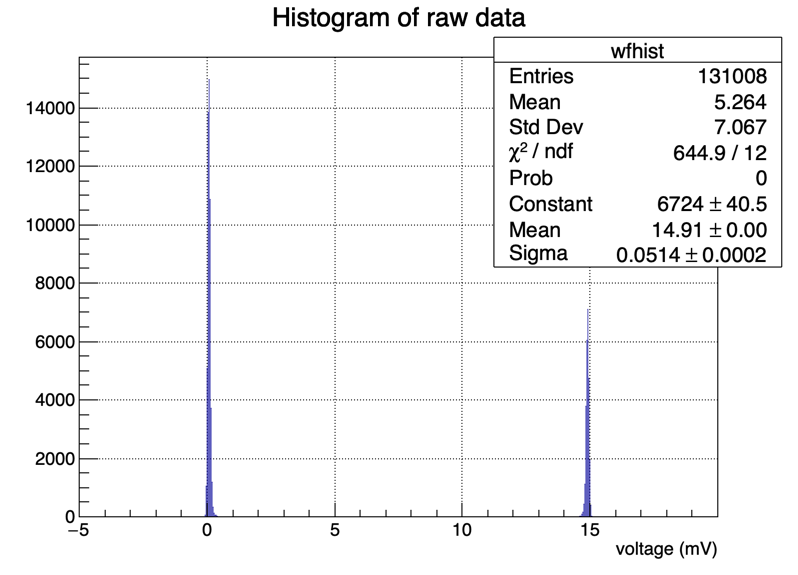 Histogram of raw data
wfhist
Entries 131008
Mean 5.264
Std Dev 7.067
χ² / ndf 644.9 / 12
Prob 0
Constant 6724 ± 40.5
Mean 14.91 ± 0.00
Sigma 0.0514 ± 0.0002
14000
12000
10000
8000
6000
4000
2000
0
−5 0 5 10 15
voltage (mV)